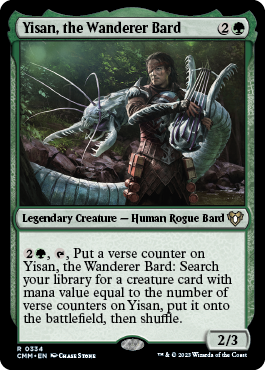 Yisan, the Wanderer Bard 2
Legendary Creature — Human Rogue Bard
2, , Put a verse counter on
Yisan, the Wanderer Bard: Search
your library for a creature card with
mana value equal to the number of
verse counters on Yisan, put it onto
the battlefield, then shuffle.
2/3
R 0334
CMM • EN CHASE STONE
™ & © 2023 Wizards of the Coast